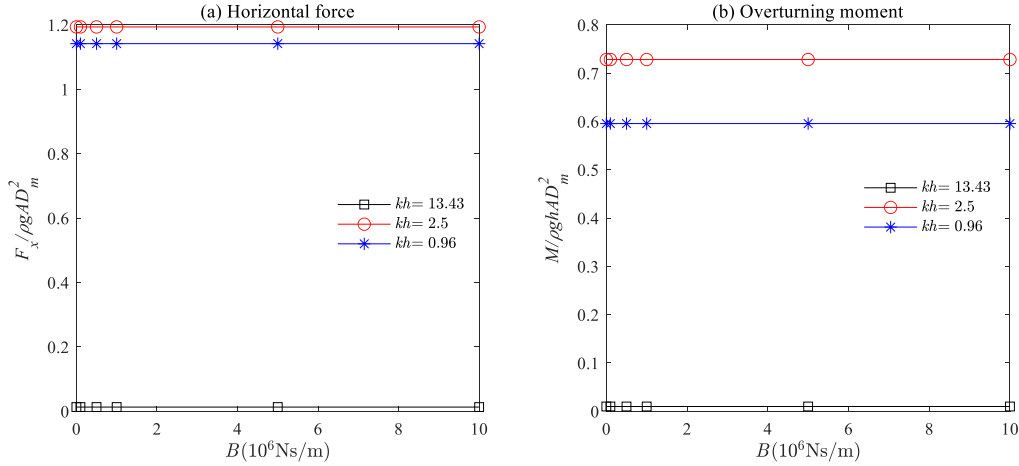 (a) Horizontal force
1.2
1
0.8
0.6
0.4
0.2
0
F_x/ρgAD_m^2
kh= 13.43
kh= 2.5
kh= 0.96
0 2 4 6 8 10
B(10^6Ns/m)
(b) Overturning moment
0.8
0.7
0.6
0.5
0.4
0.3
0.2
0.1
0
M/ρghAD_m^2
kh= 13.43
kh= 2.5
kh= 0.96
0 2 4 6 8 10
B(10^6Ns/m)